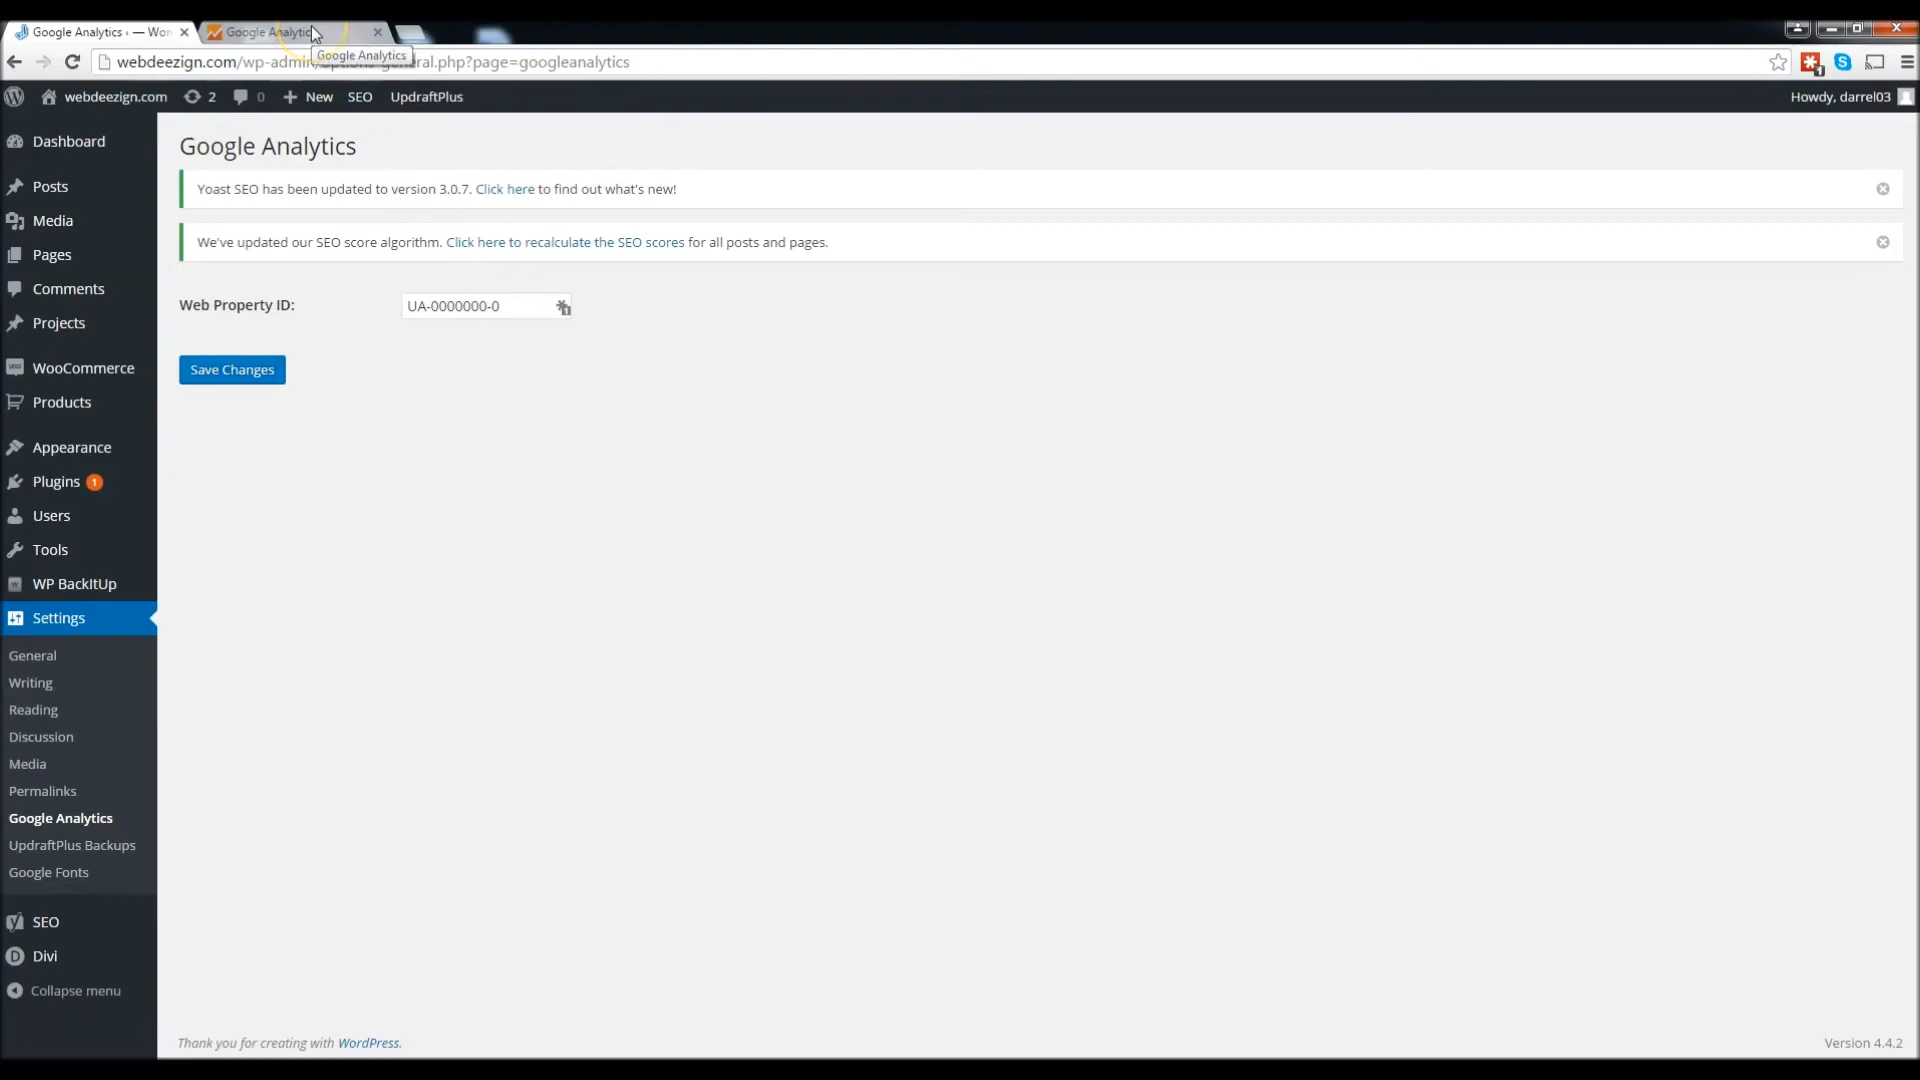 Google Analytics ‹ — Wor
Google Analytic
Google Analytics
webdeezign.com/wp-admin/options-general.php?page=googleanalytics
1
webdeezign.com 2 0 New SEO UpdraftPlus
Howdy, darrel03
Dashboard
Posts
Media
Pages
Comments
Projects
WooCommerce
Products
Appearance
Plugins 1
Users
Tools
WP BackItUp
Settings
General
Writing
Reading
Discussion
Media
Permalinks
Google Analytics
UpdraftPlus Backups
Google Fonts
SEO
Divi
Collapse menu
Google Analytics
Yoast SEO has been updated to version 3.0.7. Click here to find out what's new!
We've updated our SEO score algorithm. Click here to recalculate the SEO scores for all posts and pages.
Web Property ID: UA-0000000-0
Save Changes
Thank you for creating with WordPress.
Version 4.4.2